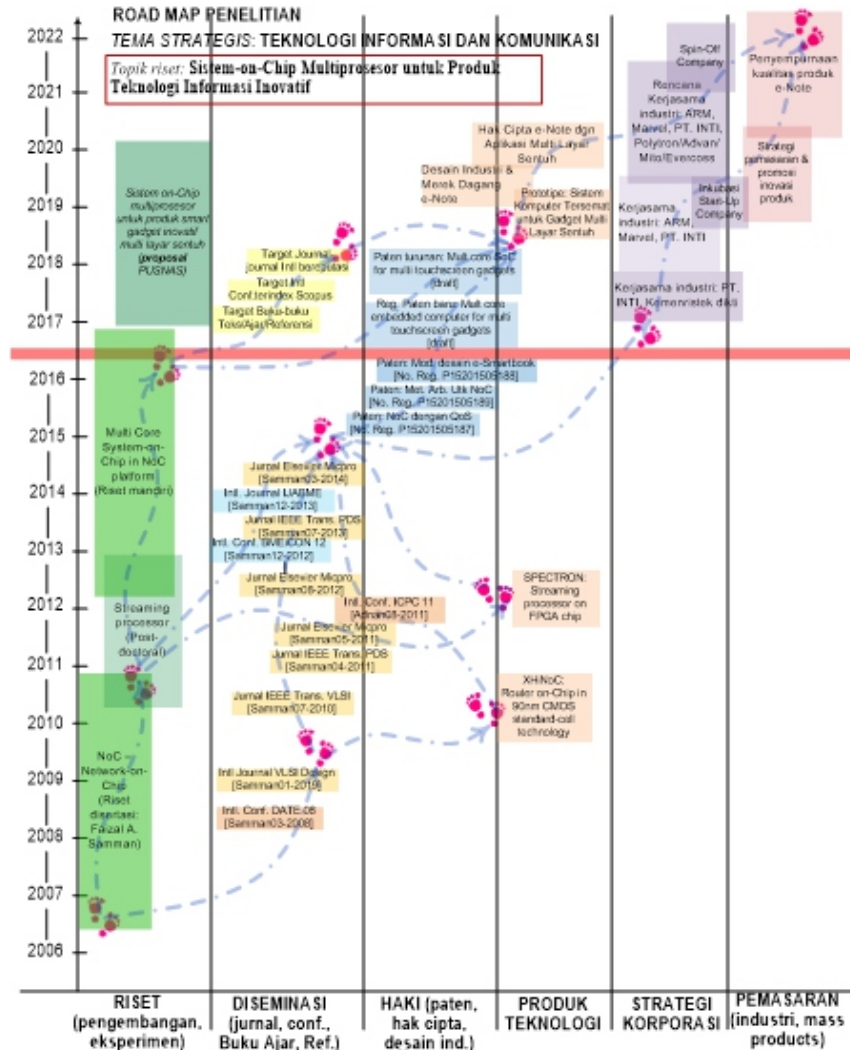 ROAD MAP PENELITIAN
TEMA STRATEGIS: TEKNOLOGI INFORMASI DAN KOMUNIKASI
Topik riset: Sistem-on-Chip Multiprosesor untuk Produk
Teknologi Informasi Inovatif
2022
2021
2020
2019
2018
2017
2016
2015
2014
2013
2012
2011
2010
2009
2008
2007
2006
Sistem on-Chip
multiprosesor
untuk produk smart
gadget inovatif
multi layar sentuh
(proposal
PUSNAS)
Multi Core
System-on-
Chip in NoC
platform
(Riset mandiri)
Streaming
processor
(Post-
doctoral)
NoC –
Network-on-
Chip
(Riset
disertasi:
Faizal A.
Samman)
Target Journal
journal Intl bereputasi
Target Intl
Conf.terindex Scopus
Target Buku-buku
Teks/Ajar/Referensi
Jurnal Elsevier Micpro
[Samman03-2014]
Intl. Journal IJABME
[Samman12-2013]
Jurnal IEEE Trans. PDS
[Samman07-2013]
Intl. Conf. BME CON 12
[Samman12-2012]
Jurnal Elsevier Micpro
[Samman08-2012]
Intl. Conf. ICPC 11
[Adnan08-2011]
Jurnal Elsevier Micpro
[Samman05-2011]
Jurnal IEEE Trans. PDS
[Samman04-2011]
Jurnal IEEE Trans. VLSI
[Samman07-2010]
Intl Journal VLSI Design
[Samman01-2019]
Intl. Conf. DATE-08
[Samman03-2008]
Paten turunan: Mult core SoC
for multi touchscreen gadgets
[draft]
Reg. Paten baru: Mult core
embedded computer for multi
touchscreen gadgets
[draft]
Paten: Mod. desain e-Smartbook
[No. Reg. P15201505188]
Paten: Met. Arb. Utk NoC
[No. Reg. P15201505189]
Paten: NoC dengan QoS
[No. Reg. P15201505187]
Hak Cipta e-Note dgn
Aplikasi Multi Layar
Sentuh
Desain Industri &
Merek Dagang
e-Note
Prototipe: Sistem
Komputer Tersemat
untuk Gadget Multi
Layar Sentuh
SPECTRON:
Streaming
processor on
FPGA chip
XHiNoC:
Router on-Chip in
90nm CMOS
standard-cell
technology
Spin-Off
Company
Rencana
Kerjasama
industri: ARM,
Marvel, PT. INTI,
Polytron/Advan/
Mito/Evercoss
Inkubasi
Start-Up
Company
Kerjasama
industri: ARM,
Marvel, PT. INTI
Kerjasama industri: PT.
INTI, Kemenristek dikti
Penyempurnaan
kualitas produk
e-Note
Strategi
pemasaran &
promosi
inovasi
produk
RISET
(pengembangan,
eksperimen)
DISEMINASI
(jurnal, conf.,
Buku Ajar, Ref.)
HAKI (paten,
hak cipta,
desain ind.)
PRODUK
TEKNOLOGI
STRATEGI
KORPORASI
PEMASARAN
(industri, mass
products)